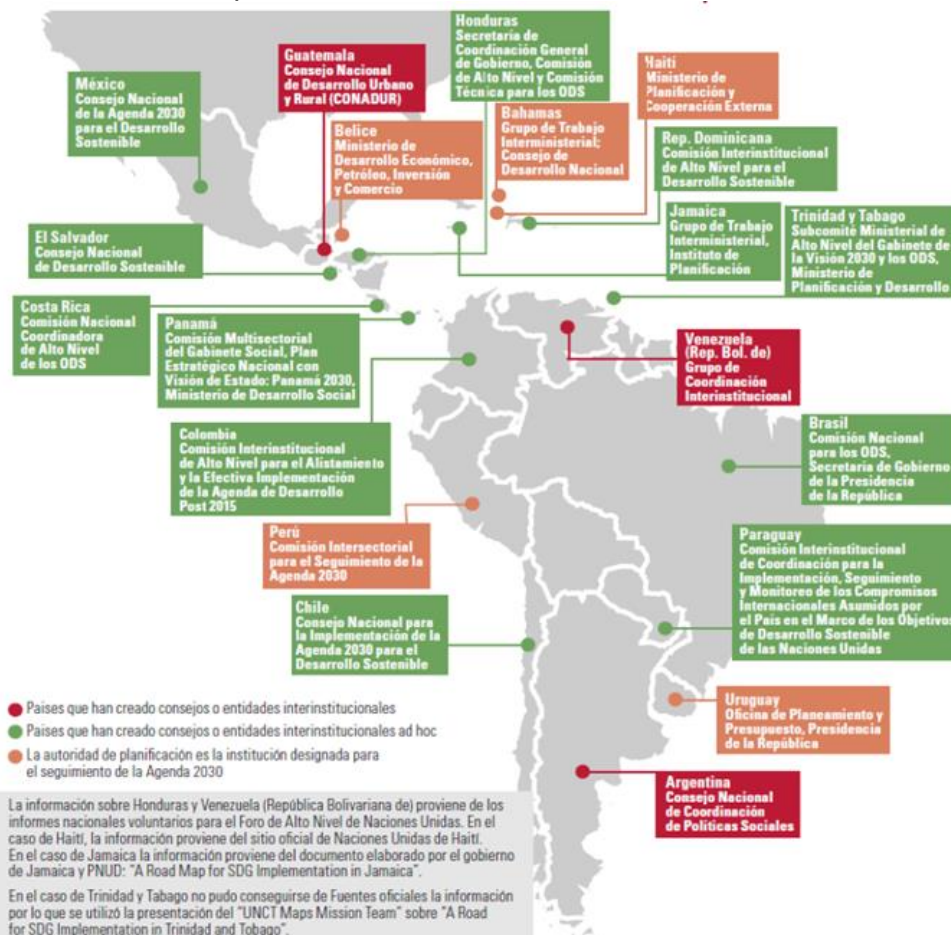 México
Consejo Nacional
de la Agenda 2030
para el Desarrollo
Sostenible
Guatemala
Consejo Nacional
de Desarrollo Urbano
y Rural (CONADUR)
Honduras
Secretaría de
Coordinación General
de Gobierno, Comisión
de Alto Nivel y Comisión
Técnica para los ODS
Haití
Ministerio de
Planificación y
Cooperación Externa
Belice
Ministerio de
Desarrollo Económico,
Petróleo, Inversión
y Comercio
Bahamas
Grupo de Trabajo
Interministerial;
Consejo de
Desarrollo Nacional
Rep. Dominicana
Comisión Interinstitucional
de Alto Nivel para el
Desarrollo Sostenible
Jamaica
Grupo de Trabajo
Interministerial,
Instituto de
Planificación
Trinidad y Tabago
Subcomité Ministerial de
Alto Nivel del Gabinete de
la Visión 2030 y los ODS,
Ministerio de
Planificación y Desarrollo
El Salvador
Consejo Nacional
de Desarrollo Sostenible
Costa Rica
Comisión Nacional
Coordinadora
de Alto Nivel
de los ODS
Panamá
Comisión Multisectorial
del Gabinete Social, Plan
Estratégico Nacional con
Visión de Estado: Panamá 2030,
Ministerio de Desarrollo Social
Venezuela
(Rep. Bol. de)
Grupo de
Coordinación
Interinstitucional
Colombia
Comisión Interinstitucional
de Alto Nivel para el Alistamiento
y la Efectiva Implementación
de la Agenda de Desarrollo
Post 2015
Brasil
Comisión Nacional
para los ODS,
Secretaria de Gobierno
de la Presidencia
de la República
Perú
Comisión Intersectorial
para el Seguimiento de la
Agenda 2030
Paraguay
Comisión Interinstitucional
de Coordinación para la
Implementación, Seguimiento
y Monitoreo de los Compromisos
Internacionales Asumidos por
el País en el Marco de los Objetivos
de Desarrollo Sostenible
de las Naciones Unidas
Chile
Consejo Nacional para
la Implementación de la
Agenda 2030 para el
Desarrollo Sostenible
Uruguay
Oficina de Planeamiento y
Presupuesto, Presidencia
de la República
Argentina
Consejo Nacional
de Coordinación
de Políticas Sociales
Paises que han creado consejos o entidades interinstitucionales
Paises que han creado consejos o entidades interinstitucionales ad hoc
La autoridad de planificación es la institución designada para
el seguimiento de la Agenda 2030
La información sobre Honduras y Venezuela (República Bolivariana de) proviene de los
informes nacionales voluntarios para el Foro de Alto Nivel de Naciones Unidas. En el
caso de Haití, la información proviene del sitio oficial de Naciones Unidas de Haití.
En el caso de Jamaica la información proviene del documento elaborado por el gobierno
de Jamaica y PNUD: "A Road Map for SDG Implementation in Jamaica".
En el caso de Trinidad y Tabago no pudo conseguirse de Fuentes oficiales la información
por lo que se utilizó la presentación del "UNCT Maps Mission Team" sobre "A Road
for SDG Implementation in Trinidad and Tobago".